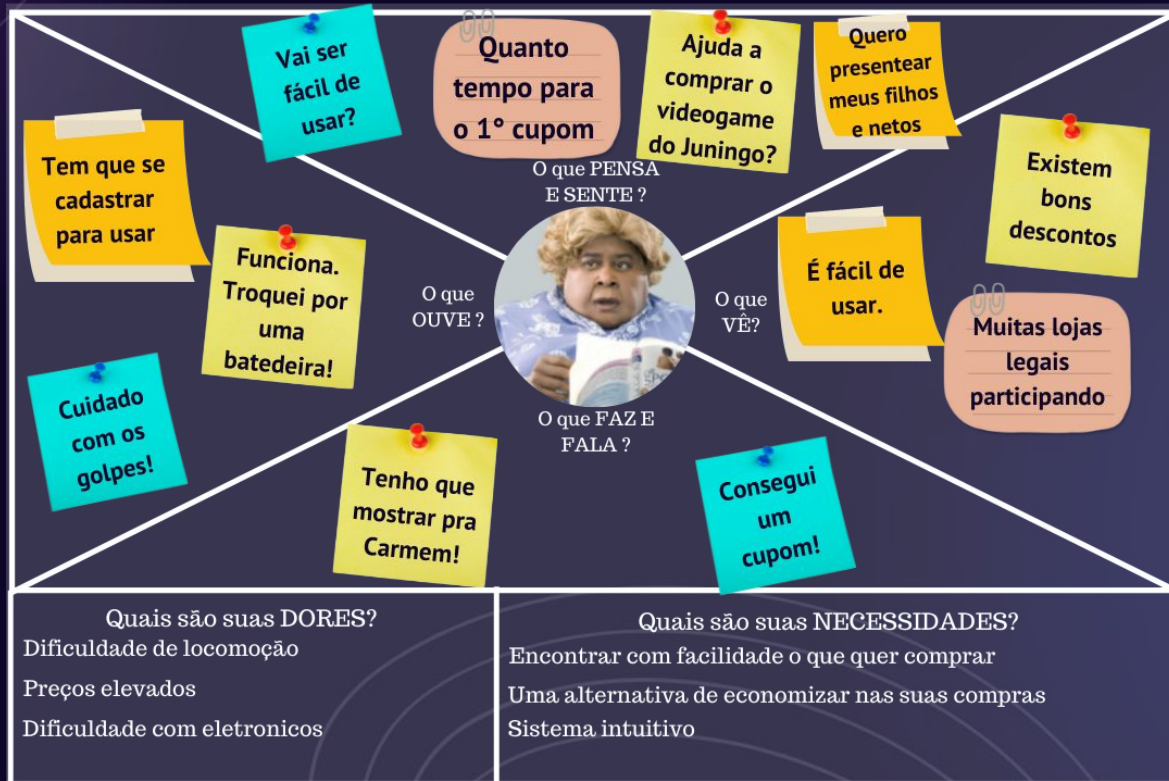 Vai ser
fácil de
usar?
Quanto
tempo para
o 1° cupom
Ajuda a
comprar o
videogame
do Juningo?
Quero
presentear
meus filhos
e netos
O que PENSA
E SENTE ?
Tem que se
cadastrar
para usar
Funciona.
Troquei por
uma
batedeira!
Cuidado
com os
golpes!
O que
OUVE ?
O que
VÊ?
É fácil de
usar.
Existem
bons
descontos
Muitas lojas
legais
participando
O que FAZ E
FALA ?
Tenho que
mostrar pra
Carmem!
Consegui
um
cupom!
Quais são suas DORES?
Dificuldade de locomoção
Preços elevados
Dificuldade com eletronicos
Quais são suas NECESSIDADES?
Encontrar com facilidade o que quer comprar
Uma alternativa de economizar nas suas compras
Sistema intuitivo